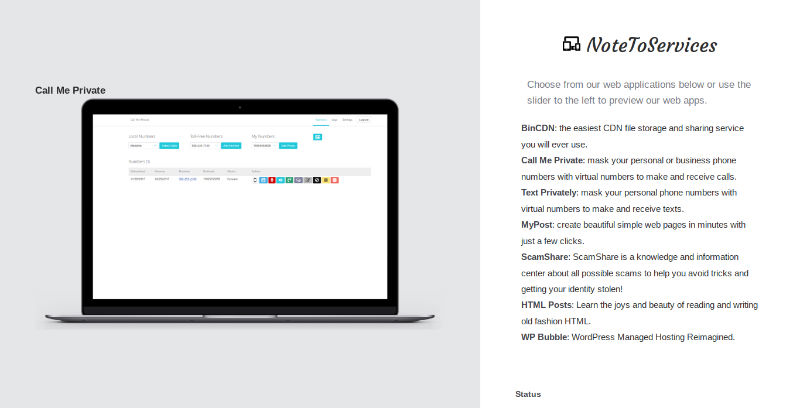 Call Me Private
Local Numbers
Toll-Free Numbers
My Numbers
Numbers (1)
NoteToServices
Choose from our web applications below or use the
slider to the left to preview our web apps.
BinCDN: the easiest CDN file storage and sharing service
you will ever use.
Call Me Private: mask your personal or business phone
numbers with virtual numbers to make and receive calls.
Text Privately: mask your personal phone numbers with
virtual numbers to make and receive texts.
MyPost: create beautiful simple web pages in minutes with
just a few clicks.
ScamShare: ScamShare is a knowledge and information
center about all possible scams to help you avoid tricks and
getting your identity stolen!
HTML Posts: Learn the joys and beauty of reading and writing
old fashion HTML.
WP Bubble: WordPress Managed Hosting Reimagined.
Status